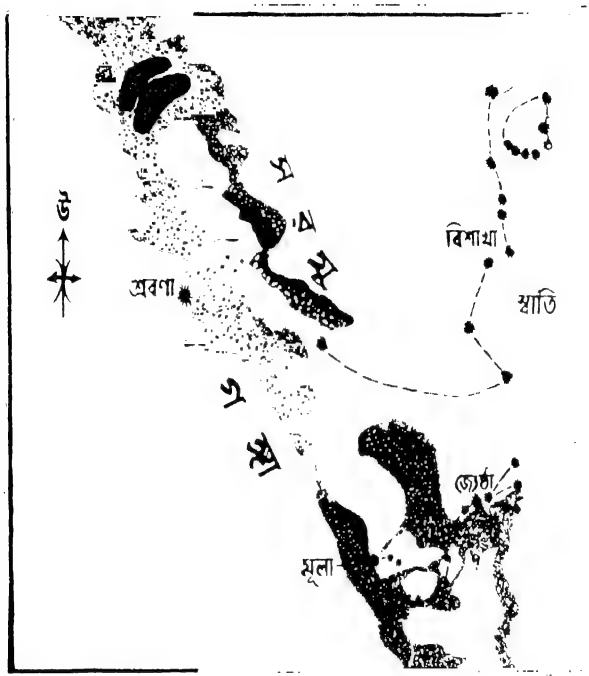 স র যু
উ
বিশাখা
শ্রবণা
স্বাতি
গ ঙ্গা
জ্যেষ্ঠা
মূলা